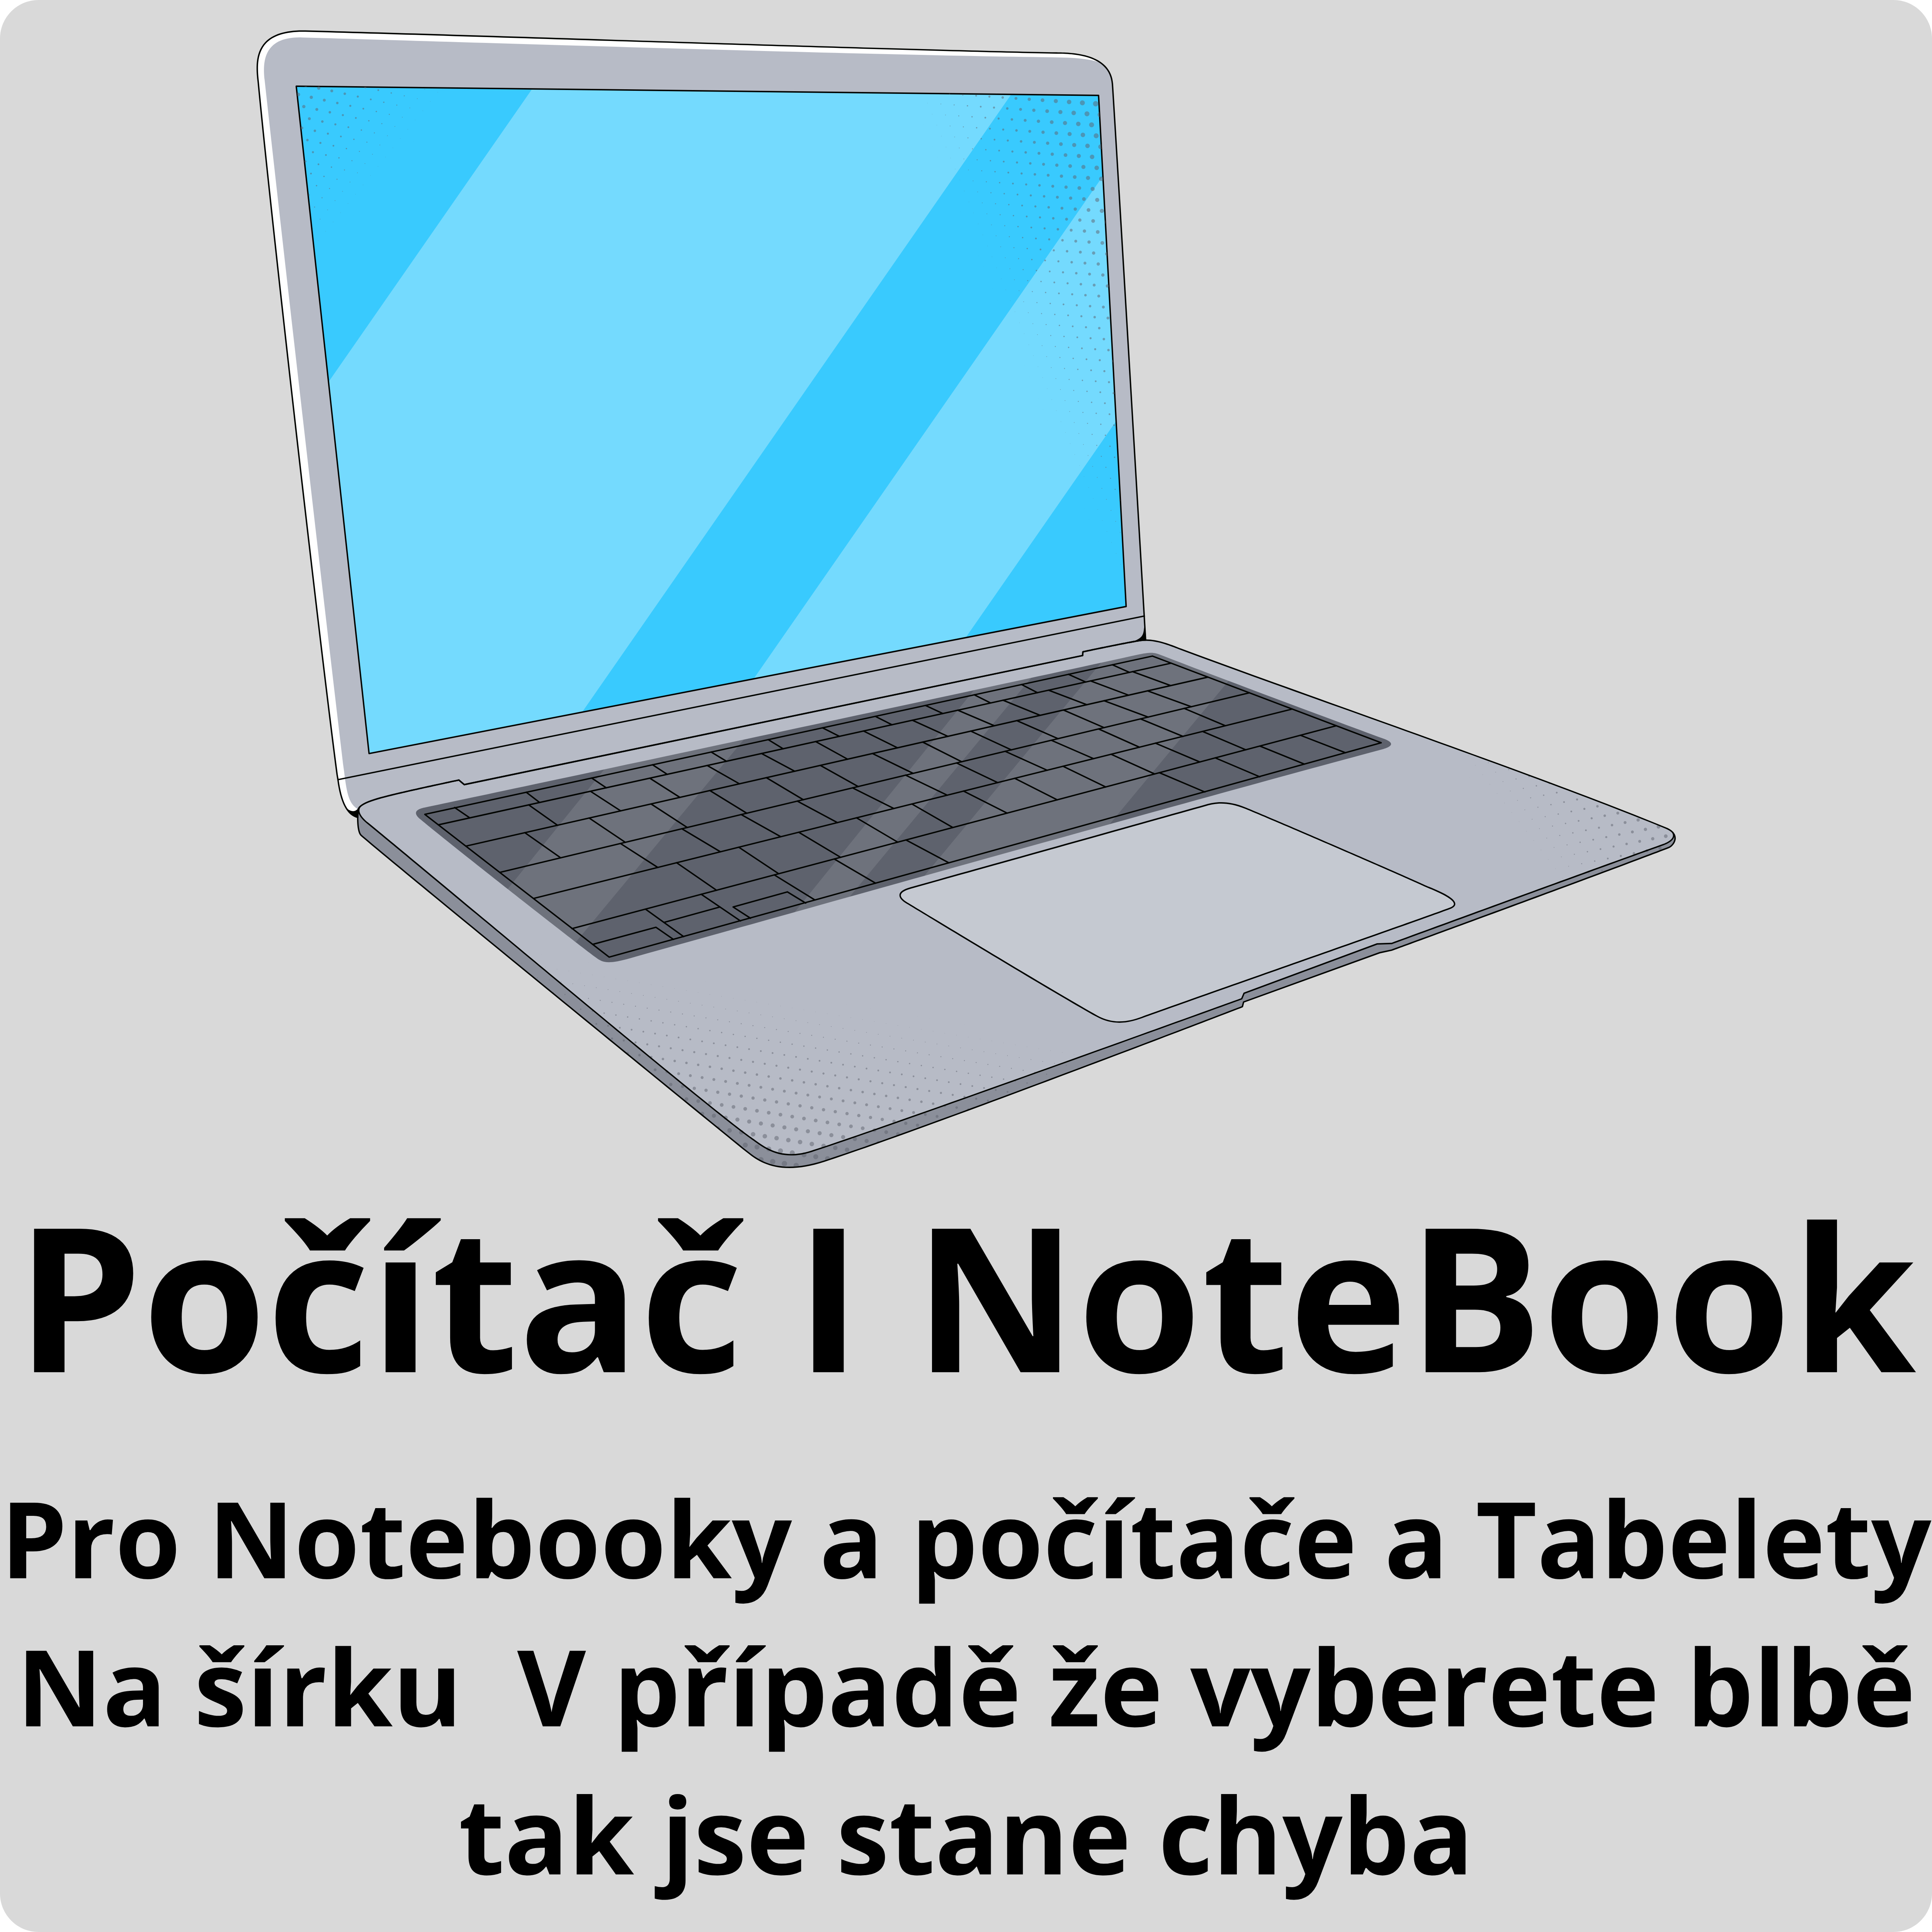 Počítač I NoteBook
Pro Notebooky a počítače a Tabelety
Na šírku  V případě že vyberete blbě
tak jse stane chyba